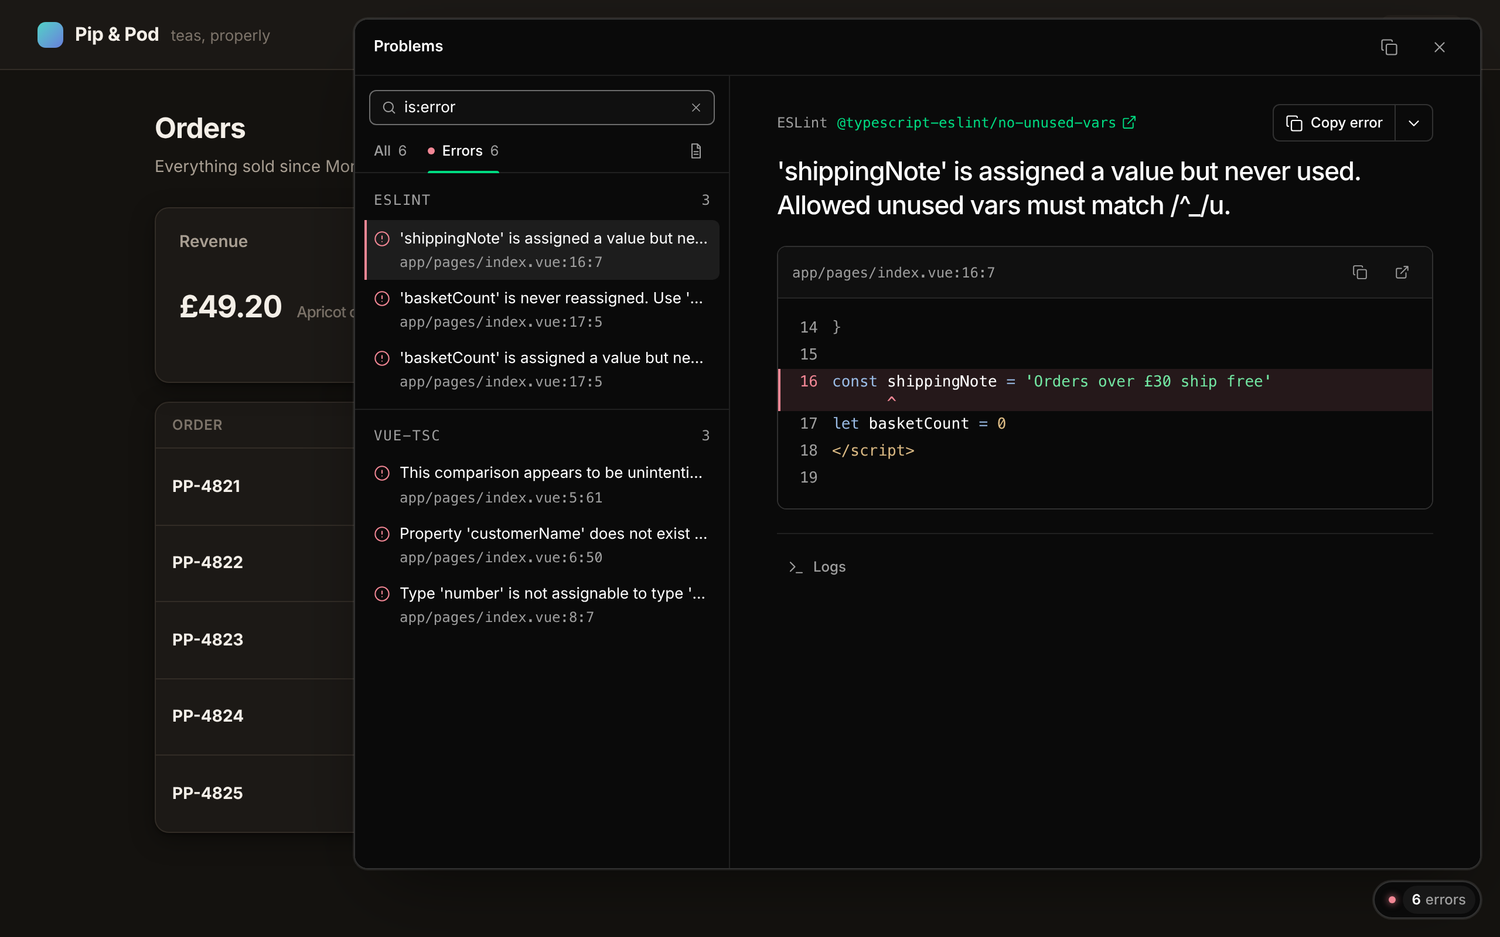 Pip & Pod teas, properly
Orders
Everything sold since Mor
Revenue
£49.20 Apricot
ORDER
PP-4821
PP-4822
PP-4823
PP-4824
PP-4825
Problems
is:error
All 6 Errors 6
ESLINT 3
'shippingNote' is assigned a value but ne...
app/pages/index.vue:16:7
'basketCount' is never reassigned. Use '...
app/pages/index.vue:17:5
'basketCount' is assigned a value but ne...
app/pages/index.vue:17:5
VUE-TSC 3
This comparison appears to be unintenti...
app/pages/index.vue:5:61
Property 'customerName' does not exist ...
app/pages/index.vue:6:50
Type 'number' is not assignable to type '...
app/pages/index.vue:8:7
ESLint @typescript-eslint/no-unused-vars
Copy error
'shippingNote' is assigned a value but never used.
Allowed unused vars must match /^_/u.
app/pages/index.vue:16:7
14 }
15
16 const shippingNote = 'Orders over £30 ship free'
^
17 let basketCount = 0
18 </script>
19
Logs
6 errors